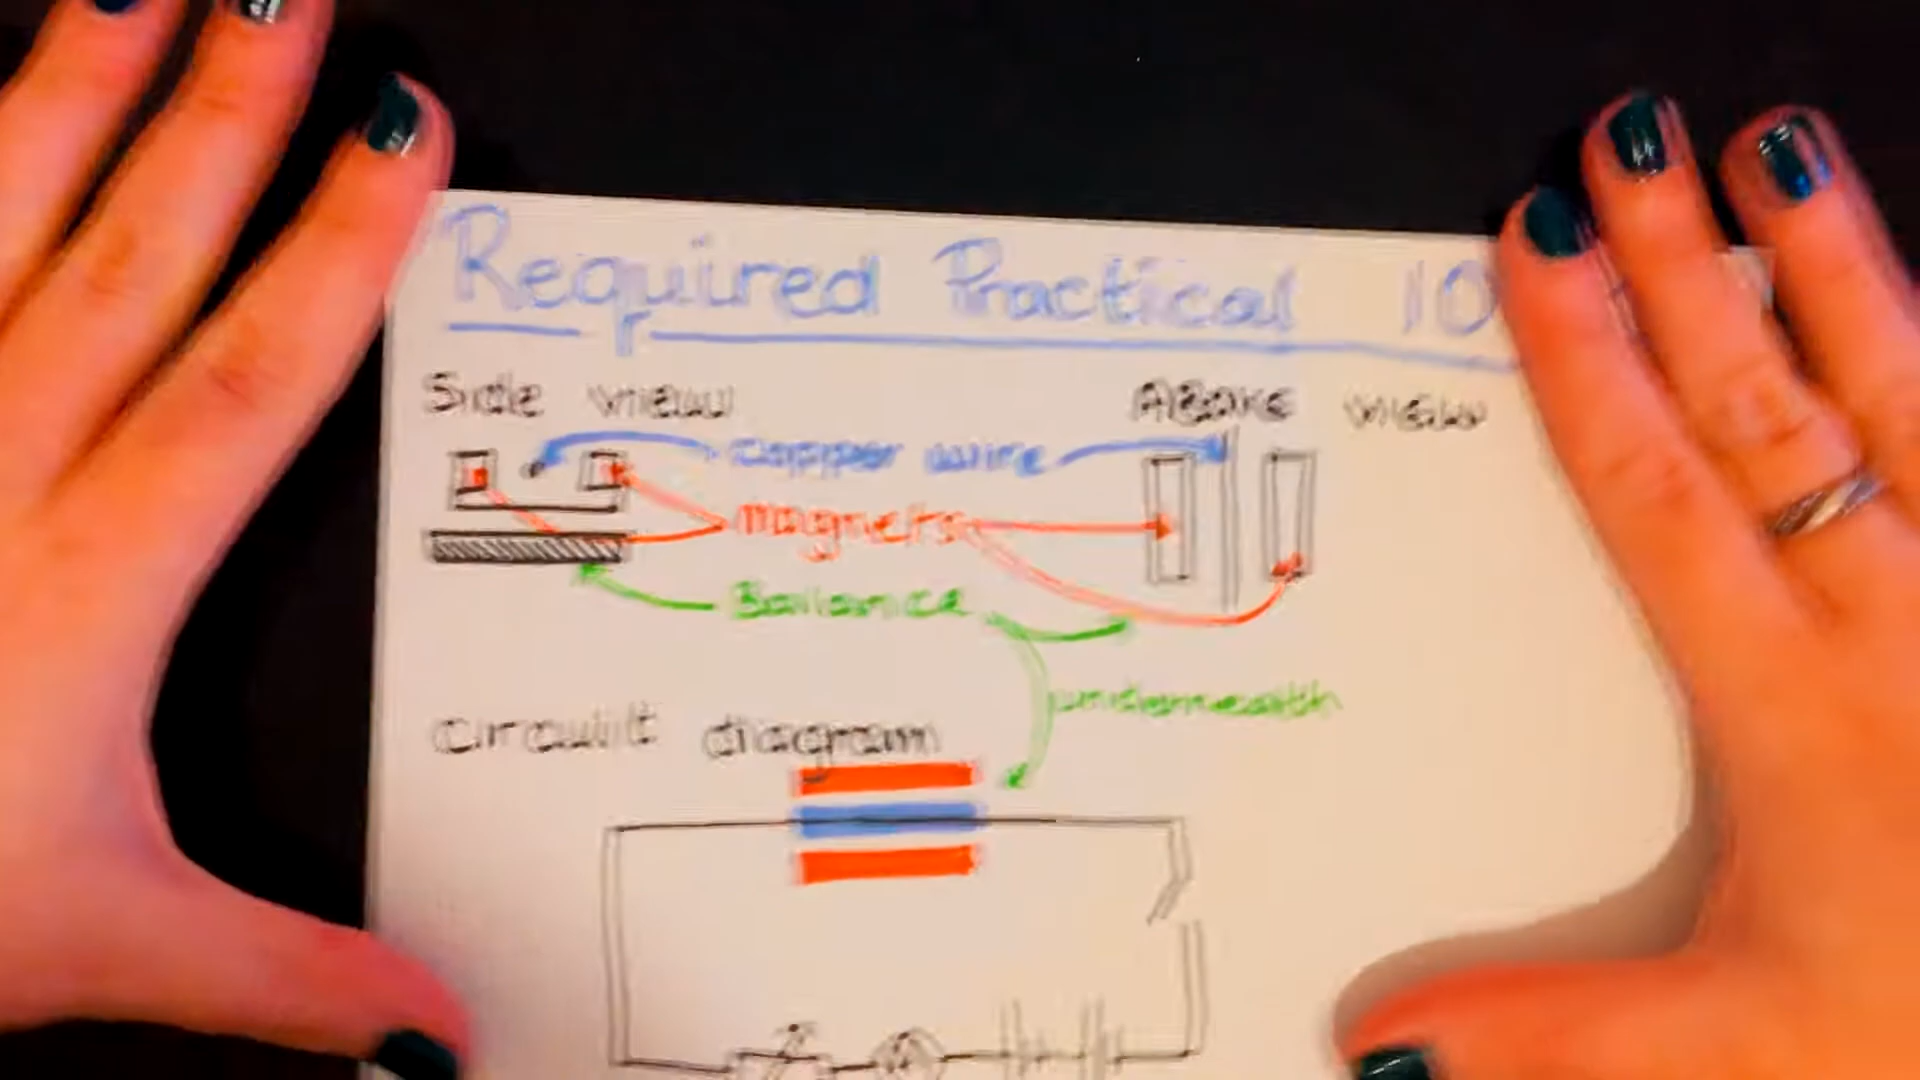 Required Practical 10
Side view
Above view
copper wire
magnets
Balance
underneath
circuit diagram
A